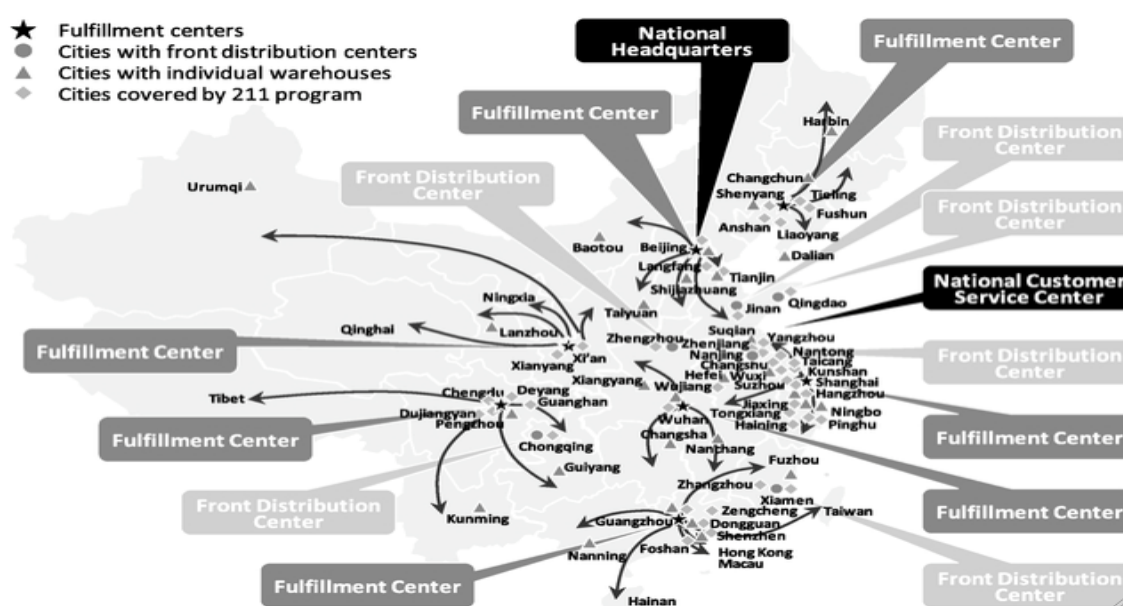 Fulfillment centers
Cities with front distribution centers
Cities with individual warehouses
Cities covered by 211 program
National
Headquarters
Fulfillment Center
Fulfillment Center
Front Distribution
Center
Front Distribution
Center
Front Distribution
Center
National Customer
Service Center
Front Distribution
Center
Fulfillment Center
Fulfillment Center
Front Distribution
Center
Fulfillment Center
Fulfillment Center
Front Distribution
Center
Fulfillment Center
Harbin
Urumqi
Changchun
Shenyang
Tieling
Fushun
Anshan
Liaoyang
Dalian
Baotou
Beijing
Langfang
Tianjin
Shijiazhuang
Ningxia
Taiyuan
Jinan
Qingdao
Qinghai
Lanzhou
Xi'an
Xianyang
Zhengzhou
Suqian
Zhenjiang
Yangzhou
Nanjing
Nantong
Changshu
Taicang
Hefei
Wuxi
Kunshan
Xiangyang
Wujiang
Suzhou
Shanghai
Hangzhou
Tibet
Chengdu
Deyang
Guanghan
Dujiangyan
Pengzhou
Wuhan
Jiaxing
Tongxiang
Ningbo
Haining
Pinghu
Chongqing
Changsha
Nanchang
Guiyang
Fuzhou
Zhangzhou
Xiamen
Kunming
Guangzhou
Zengcheng
Taiwan
Dongguan
Shenzhen
Nanning
Foshan
Hong Kong
Macau
Hainan